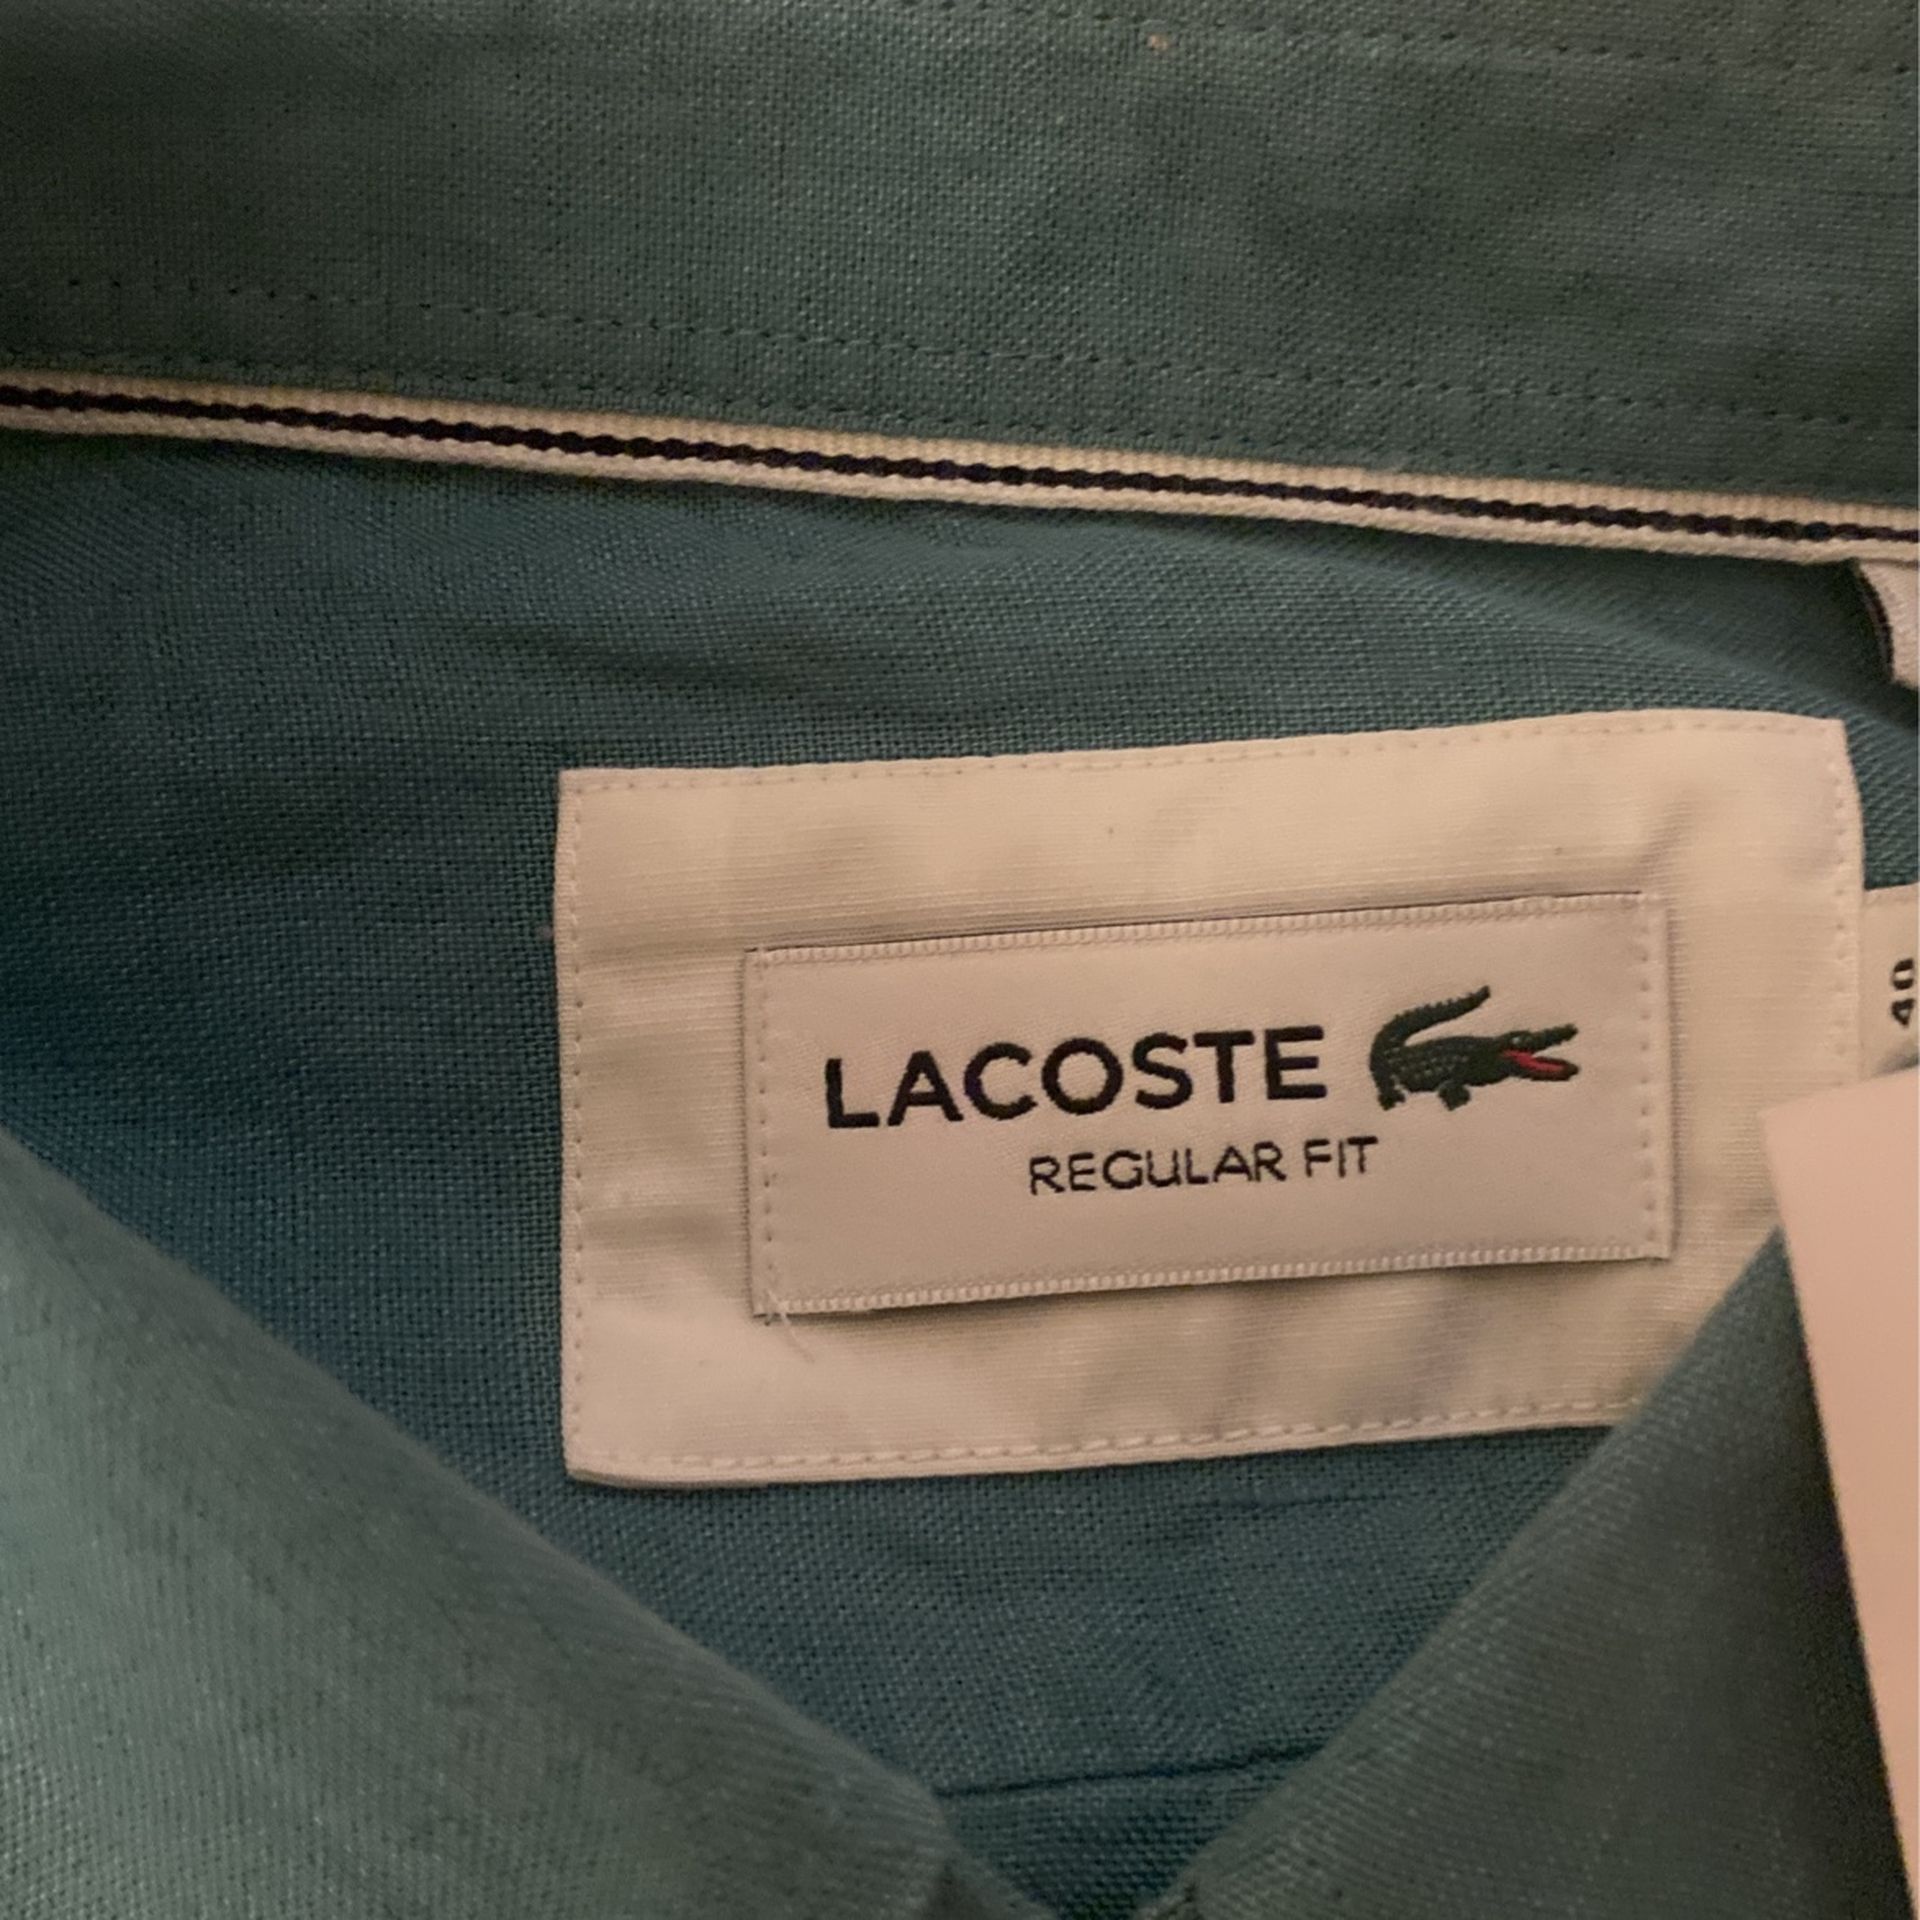 LACOSTE
REGULAR FIT
40